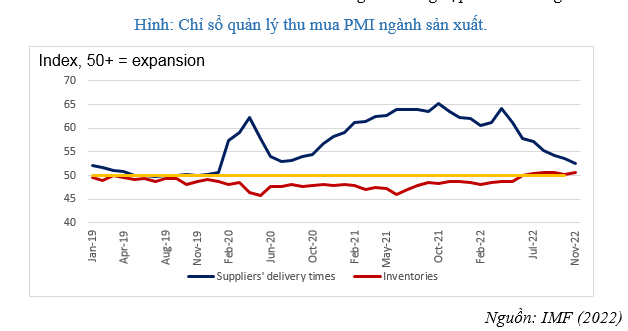 Hình: Chỉ số quản lý thu mua PMI ngành sản xuất.
Index, 50+ = expansion
70
65
60
55
50
45
40
Jan-19
Apr-19
Aug-19
Nov-19
Feb-20
Jun-20
Oct-20
Feb-21
May-21
Oct-21
Feb-22
Jul-22
Nov-22
Suppliers' delivery times
Inventories
Nguồn: IMF (2022)